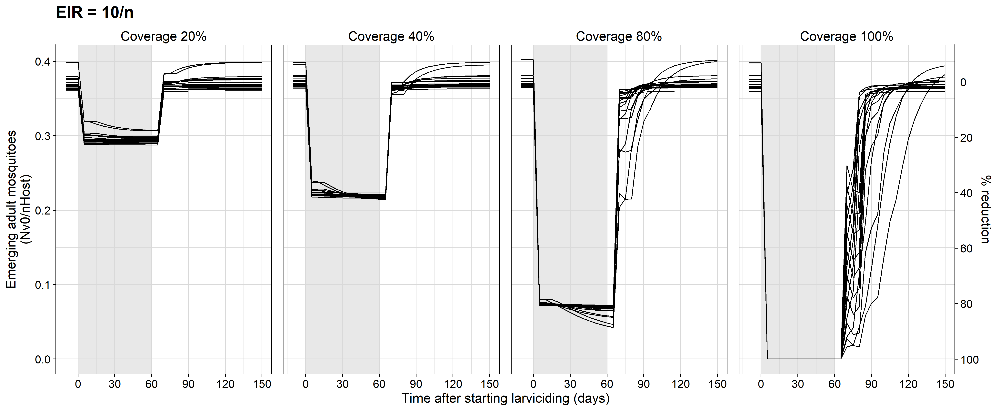 EIR = 10/n
Coverage 20%
Coverage 40%
Coverage 80%
Coverage 100%
Emerging adult mosquitoes
(Nv0/nHost)
0.4
0.3
0.2
0.1
0.0
0
20
40
60
80
100
% reduction
0 30 60 90 120 150
0 30 60 90 120 150
0 30 60 90 120 150
0 30 60 90 120 150
Time after starting larviciding (days)